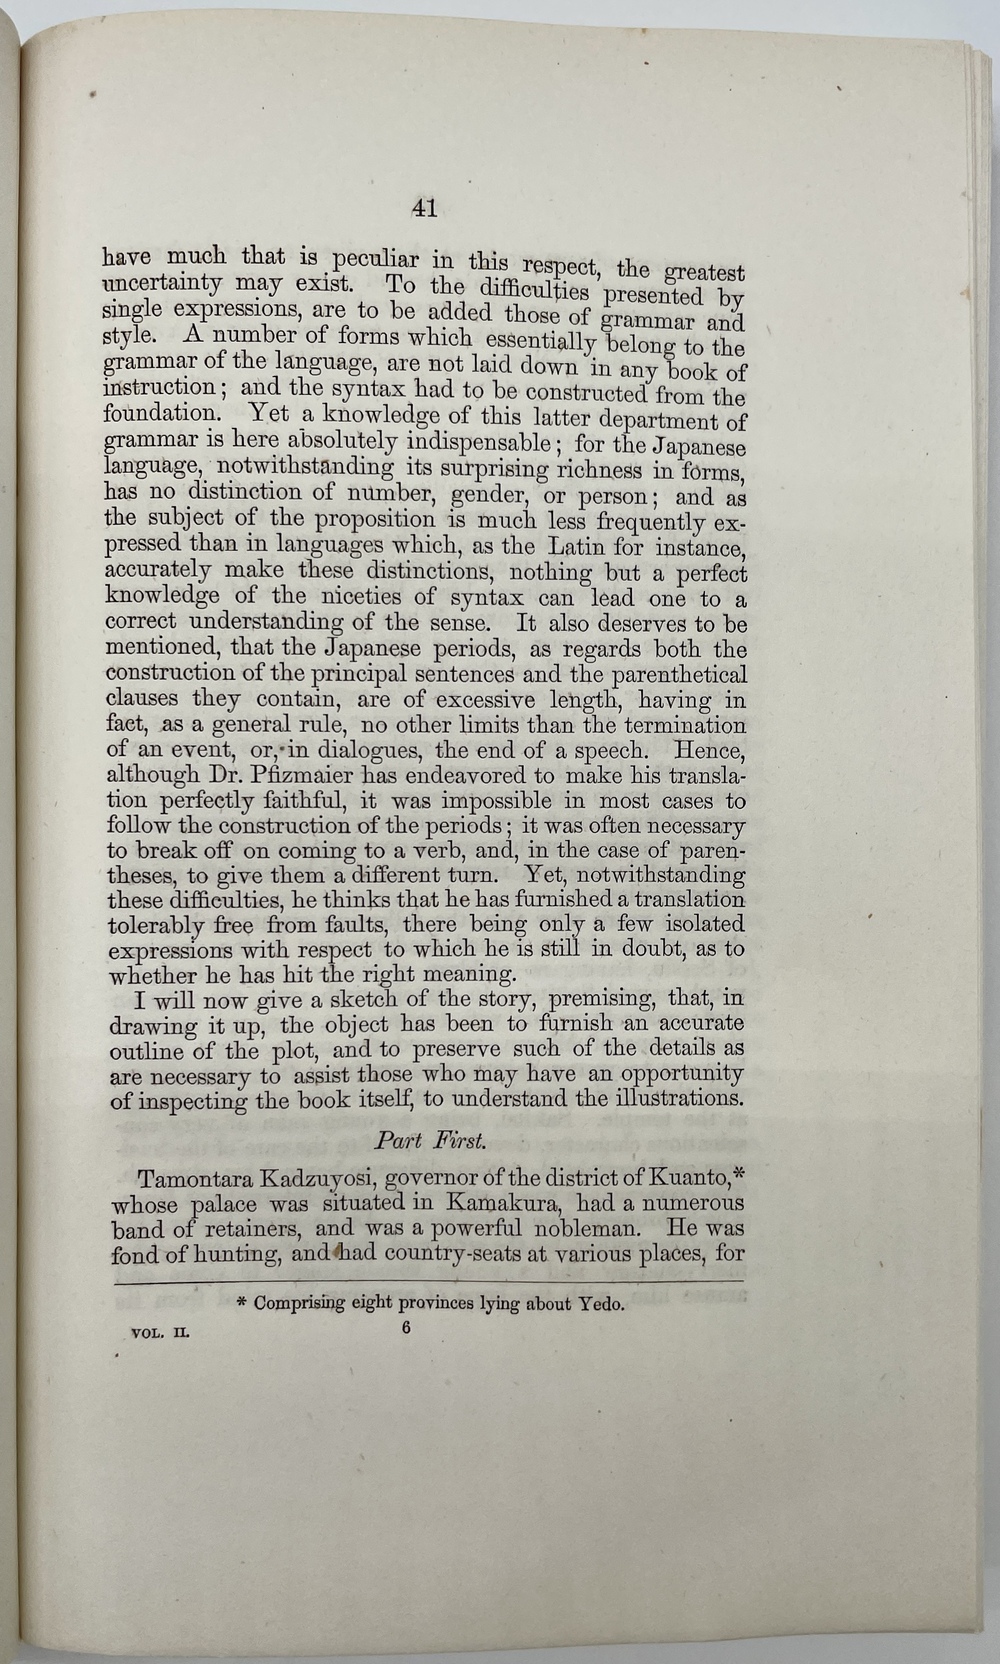 41
have much that is peculiar in this respect, the greatest
uncertainty may exist. To the difficulties presented by
single expressions, are to be added those of grammar and
style. A number of forms which essentially belong to the
grammar of the language, are not laid down in any book of
instruction; and the syntax had to be constructed from the
foundation. Yet a knowledge of this latter department of
grammar is here absolutely indispensable; for the Japanese
language, notwithstanding its surprising richness in forms,
has no distinction of number, gender, or person; and as
the subject of the proposition is much less frequently ex-
pressed than in languages which, as the Latin for instance,
accurately make these distinctions, nothing but a perfect
knowledge of the niceties of syntax can lead one to a
correct understanding of the sense. It also deserves to be
mentioned, that the Japanese periods, as regards both the
construction of the principal sentences and the parenthetical
clauses they contain, are of excessive length, having in
fact, as a general rule, no other limits than the termination
of an event, or, in dialogues, the end of a speech. Hence,
although Dr. Pfizmaier has endeavored to make his transla-
tion perfectly faithful, it was impossible in most cases to
follow the construction of the periods; it was often necessary
to break off on coming to a verb, and, in the case of paren-
theses, to give them a different turn. Yet, notwithstanding
these difficulties, he thinks that he has furnished a translation
tolerably free from faults, there being only a few isolated
expressions with respect to which he is still in doubt, as to
whether he has hit the right meaning.
I will now give a sketch of the story, premising, that, in
drawing it up, the object has been to furnish an accurate
outline of the plot, and to preserve such of the details as
are necessary to assist those who may have an opportunity
of inspecting the book itself, to understand the illustrations.
Part First.
Tamontara Kadzuyosi, governor of the district of Kuanto,*
whose palace was situated in Kamakura, had a numerous
band of retainers, and was a powerful nobleman. He was
fond of hunting, and had country-seats at various places, for
* Comprising eight provinces lying about Yedo.
VOL. II. 6